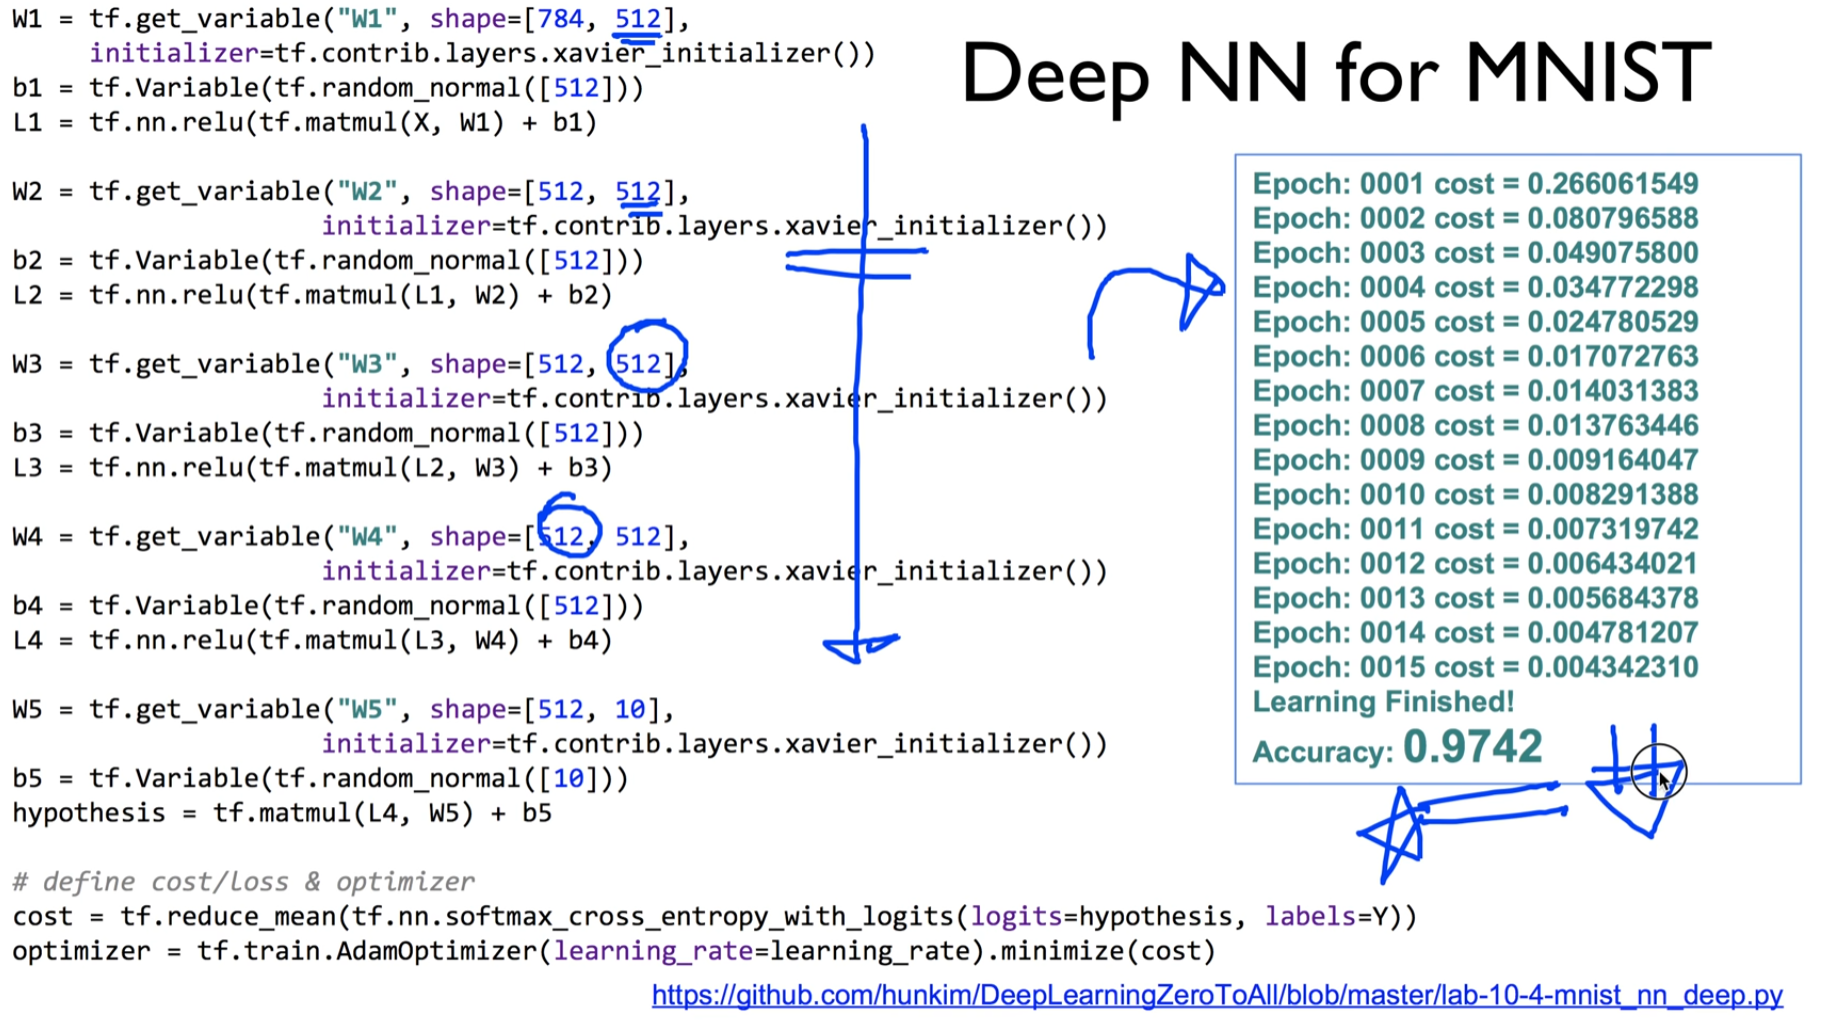 W1 = tf.get_variable("W1", shape=[784, 512],
initializer=tf.contrib.layers.xavier_initializer())
b1 = tf.Variable(tf.random_normal([512]))
L1 = tf.nn.relu(tf.matmul(X, W1) + b1)
W2 = tf.get_variable("W2", shape=[512, 512],
initializer=tf.contrib.layers.xavier_initializer())
b2 = tf.Variable(tf.random_normal([512]))
L2 = tf.nn.relu(tf.matmul(L1, W2) + b2)
W3 = tf.get_variable("W3", shape=[512, 512],
initializer=tf.contrib.layers.xavier_initializer())
b3 = tf.Variable(tf.random_normal([512]))
L3 = tf.nn.relu(tf.matmul(L2, W3) + b3)
W4 = tf.get_variable("W4", shape=[512, 512],
initializer=tf.contrib.layers.xavier_initializer())
b4 = tf.Variable(tf.random_normal([512]))
L4 = tf.nn.relu(tf.matmul(L3, W4) + b4)
W5 = tf.get_variable("W5", shape=[512, 10],
initializer=tf.contrib.layers.xavier_initializer())
b5 = tf.Variable(tf.random_normal([10]))
hypothesis = tf.matmul(L4, W5) + b5
# define cost/loss & optimizer
cost = tf.reduce_mean(tf.nn.softmax_cross_entropy_with_logits(logits=hypothesis, labels=Y))
optimizer = tf.train.AdamOptimizer(learning_rate=learning_rate).minimize(cost)
Deep NN for MNIST
Epoch: 0001 cost = 0.266061549
Epoch: 0002 cost = 0.080796588
Epoch: 0003 cost = 0.049075800
Epoch: 0004 cost = 0.034772298
Epoch: 0005 cost = 0.024780529
Epoch: 0006 cost = 0.017072763
Epoch: 0007 cost = 0.014031383
Epoch: 0008 cost = 0.013763446
Epoch: 0009 cost = 0.009164047
Epoch: 0010 cost = 0.008291388
Epoch: 0011 cost = 0.007319742
Epoch: 0012 cost = 0.006434021
Epoch: 0013 cost = 0.005684378
Epoch: 0014 cost = 0.004781207
Epoch: 0015 cost = 0.004342310
Learning Finished!
Accuracy: 0.9742
https://github.com/hunkim/DeepLearningZeroToAll/blob/master/lab-10-4-mnist_nn_deep.py